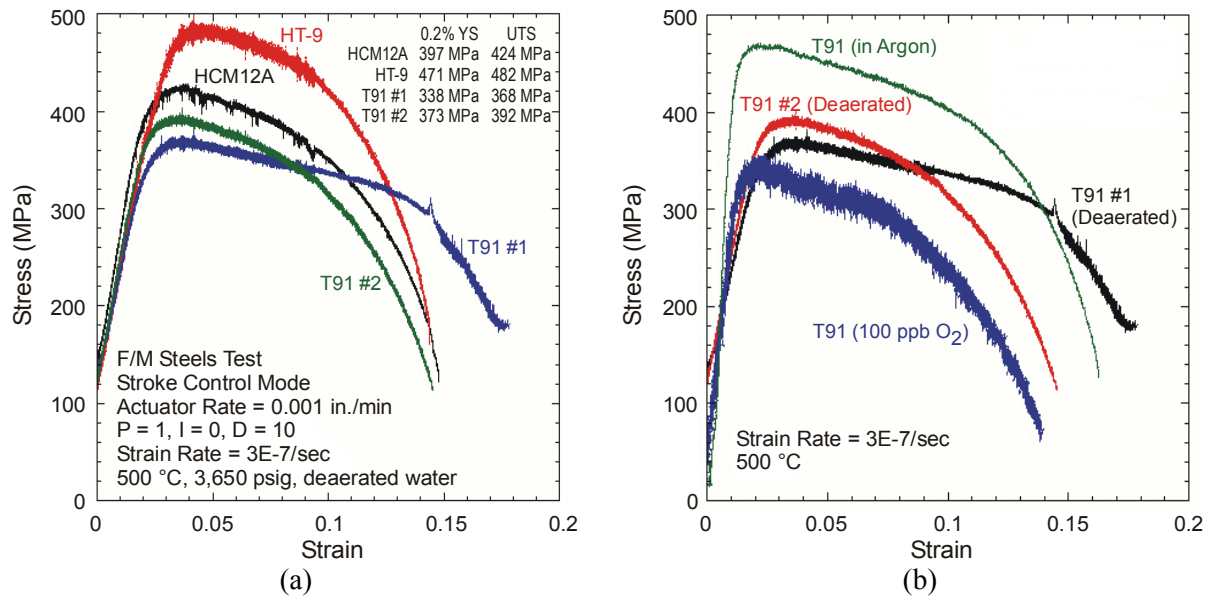 500
400
300
200
100
0
Stress (MPa)
0
0.05
0.1
0.15
0.2
Strain
HT-9
HCM12A
T91 #1
T91 #2
0.2% YS UTS
HCM12A 397 MPa 424 MPa
HT-9 471 MPa 482 MPa
T91 #1 338 MPa 368 MPa
T91 #2 373 MPa 392 MPa
F/M Steels Test
Stroke Control Mode
Actuator Rate = 0.001 in./min
P = 1, I = 0, D = 10
Strain Rate = 3E-7/sec
500 °C, 3,650 psig, deaerated water
(a)
500
400
300
200
100
0
Stress (MPa)
0
0.05
0.1
0.15
0.2
Strain
T91 (in Argon)
T91 #2 (Deaerated)
T91 #1
(Deaerated)
T91 (100 ppb O2)
Strain Rate = 3E-7/sec
500 °C
(b)